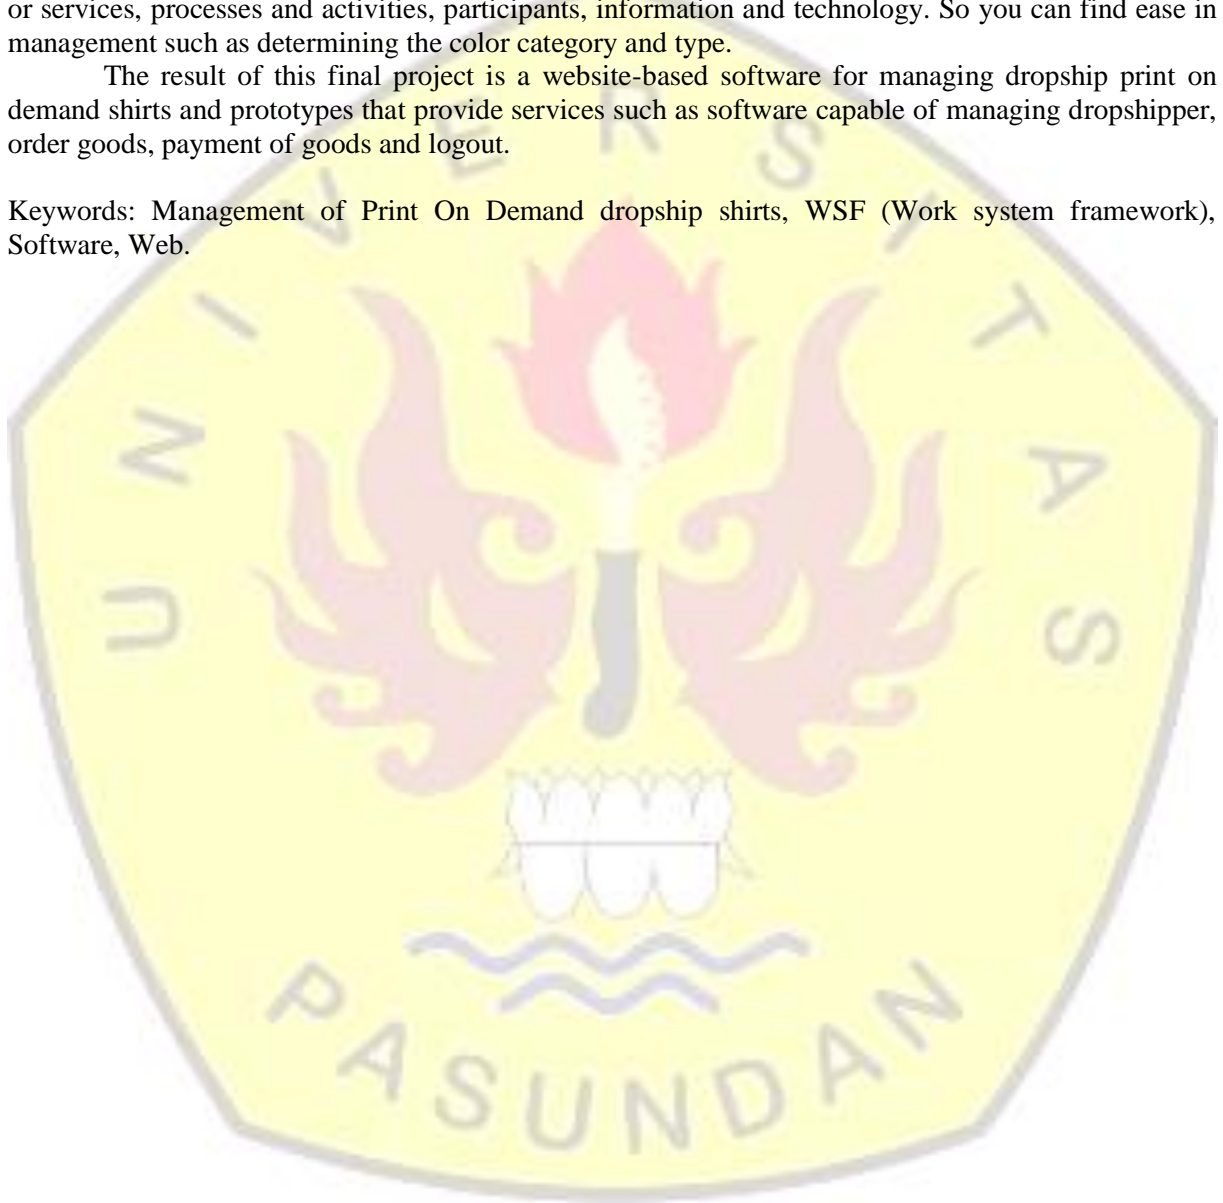 or services, processes and activities, participants, information and technology. So you can find ease in
management such as determining the color category and type.
The result of this final project is a website-based software for managing dropship print on
demand shirts and prototypes that provide services such as software capable of managing dropshipper,
order goods, payment of goods and logout.
Keywords: Management of Print On Demand dropship shirts, WSF (Work system framework),
Software, Web.
UNIVERSITAS
PASUNDAN